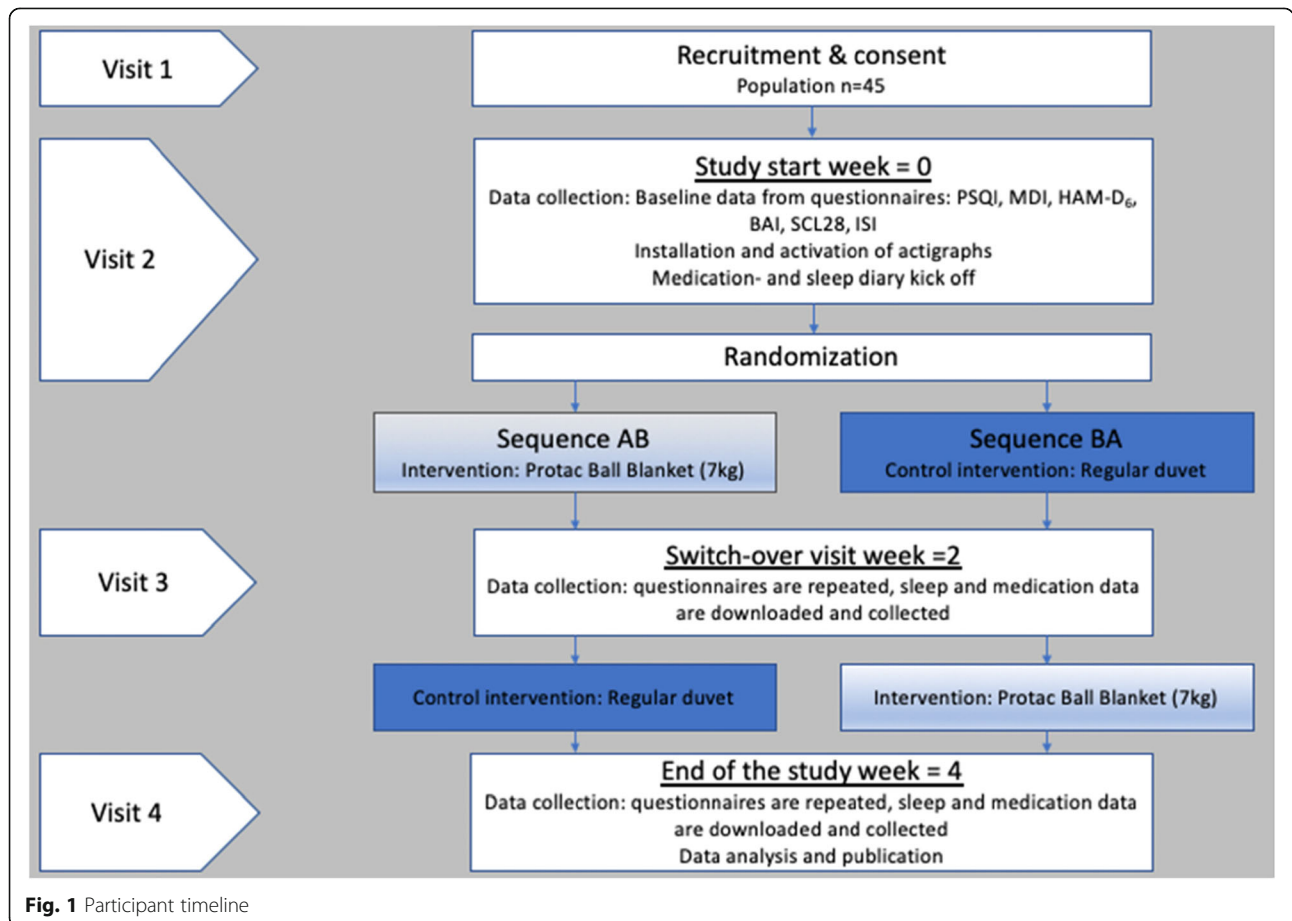 Visit 1
Recruitment & consent
Population n=45
Visit 2
Study start week = 0
Data collection: Baseline data from questionnaires: PSQI, MDI, HAM-D₆,
BAI, SCL28, ISI
Installation and activation of actigraphs
Medication- and sleep diary kick off
Randomization
Sequence AB
Intervention: Protac Ball Blanket (7kg)
Sequence BA
Control intervention: Regular duvet
Visit 3
Switch-over visit week =2
Data collection: questionnaires are repeated, sleep and medication data
are downloaded and collected
Control intervention: Regular duvet
Intervention: Protac Ball Blanket (7kg)
Visit 4
End of the study week = 4
Data collection: questionnaires are repeated, sleep and medication data
are downloaded and collected
Data analysis and publication
Fig. 1 Participant timeline